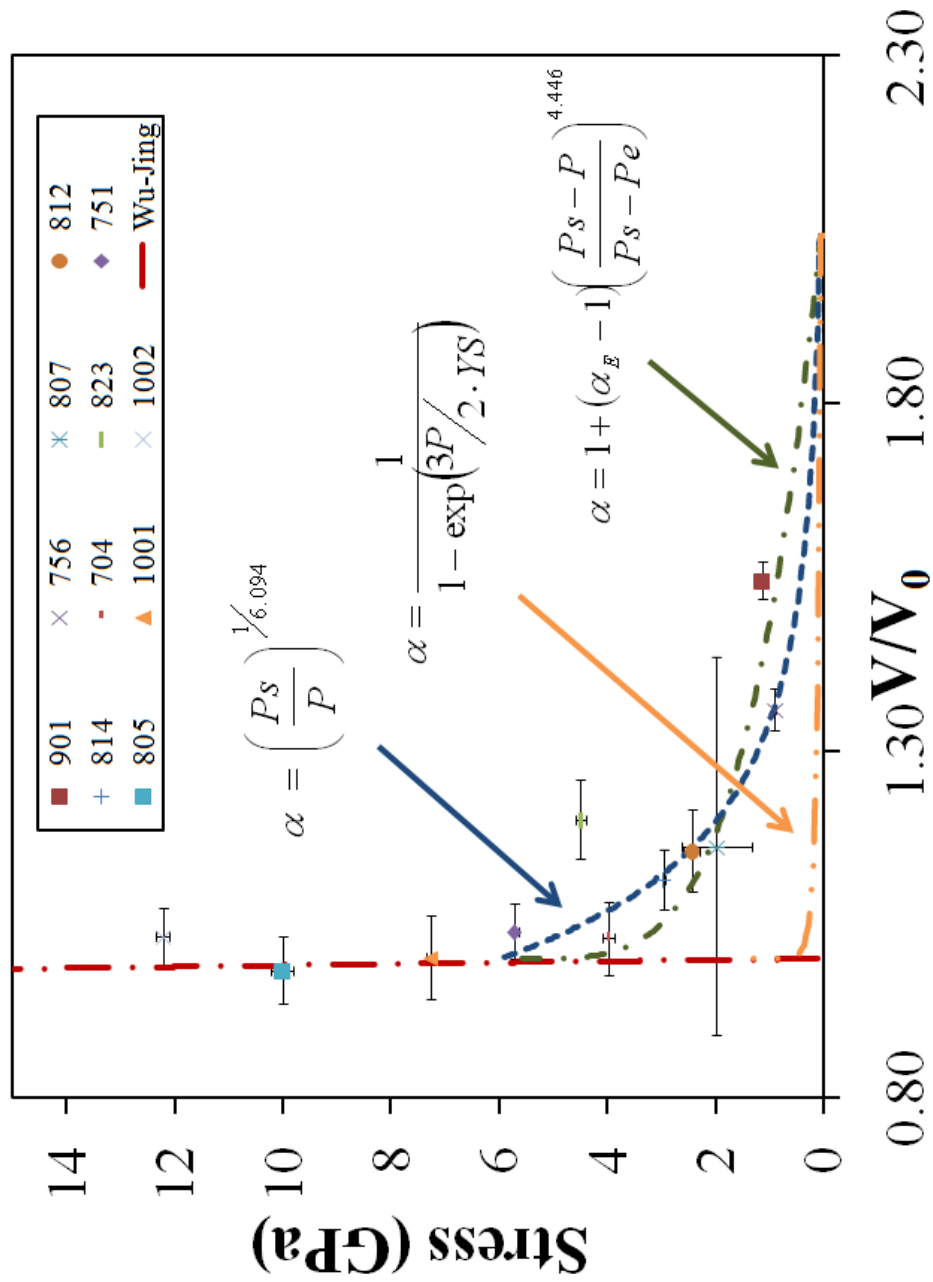 901 756 807 812
814 704 823 751
805 1001 1002 Wu-Jing
α = (Ps/P)^1/6.094
α = 1/(1 − exp(3P/2·YS))
α = 1 + (α_E − 1)((Ps − P)/(Ps − Pe))^4.446
Stress (GPa)
14
12
10
8
6
4
2
0
0.80
1.30
1.80
2.30
V/V₀